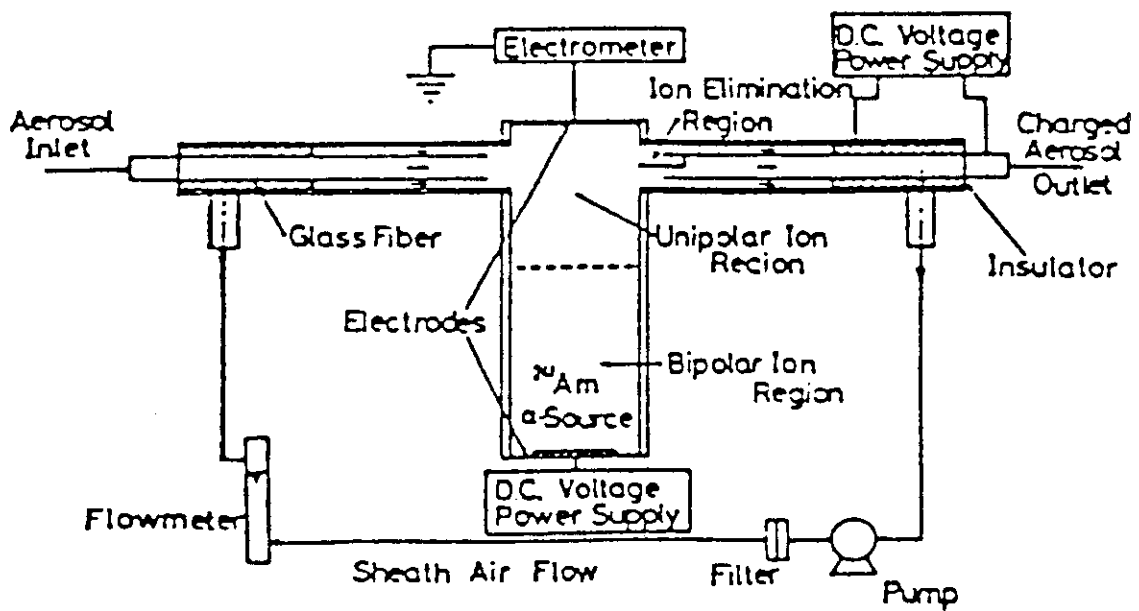 Electrometer
D.C. Voltage
Power Supply
Ion Elimination
Region
Aerosol
Inlet
Charged
Aerosol
Outlet
Glass Fiber
Unipolar Ion
Recion
Insulator
Electrodes
Bipolar Ion
Region
Am
α-Source
D.C. Voltage
Power Supply
Flowmeter
Sheath Air Flow
Filter
Pump